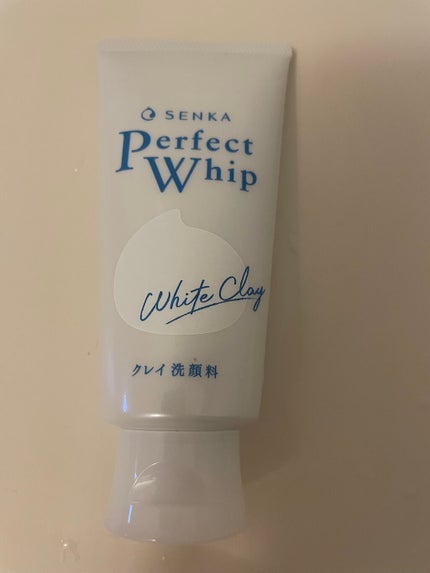 SENKA
Perfect
Whip
White Clay
クレイ洗顔料